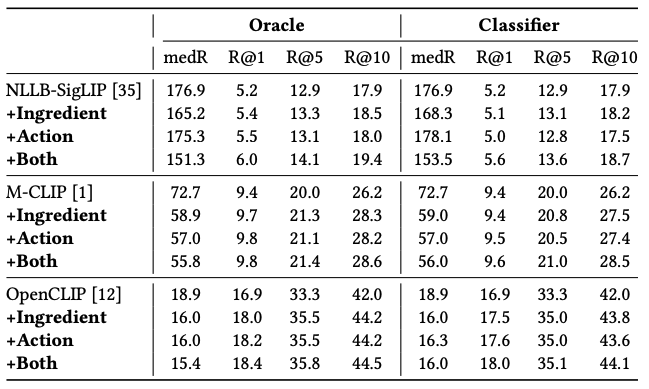 Oracle Classifier
medR R@1 R@5 R@10 medR R@1 R@5 R@10
NLLB-SigLIP [35] 176.9 5.2 12.9 17.9 176.9 5.2 12.9 17.9
+Ingredient 165.2 5.4 13.3 18.5 168.3 5.1 13.1 18.2
+Action 175.3 5.5 13.1 18.0 178.1 5.0 12.8 17.5
+Both 151.3 6.0 14.1 19.4 153.5 5.6 13.6 18.7
M-CLIP [1] 72.7 9.4 20.0 26.2 72.7 9.4 20.0 26.2
+Ingredient 58.9 9.7 21.3 28.3 59.0 9.4 20.8 27.5
+Action 57.0 9.8 21.1 28.2 57.0 9.5 20.5 27.4
+Both 55.8 9.8 21.4 28.6 56.0 9.6 21.0 28.5
OpenCLIP [12] 18.9 16.9 33.3 42.0 18.9 16.9 33.3 42.0
+Ingredient 16.0 18.0 35.5 44.2 16.0 17.5 35.0 43.8
+Action 16.0 18.2 35.5 44.2 16.3 17.6 35.0 43.6
+Both 15.4 18.4 35.8 44.5 16.0 18.0 35.1 44.1